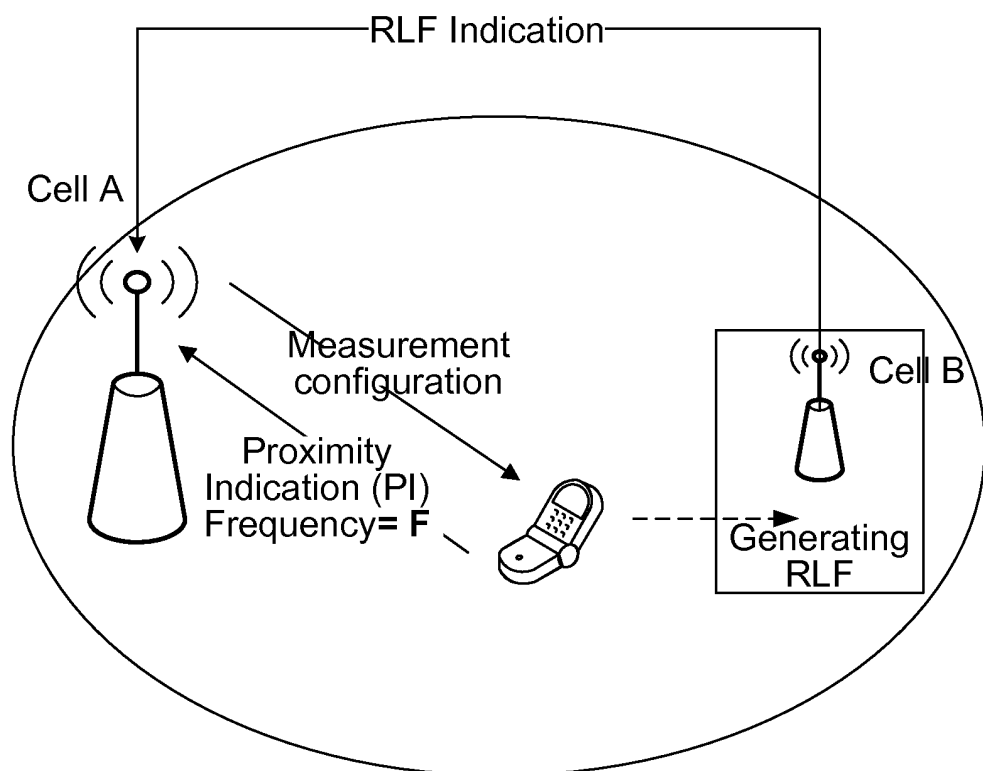 RLF Indication
Cell A
Measurement
configuration
Cell B
Proximity
Indication (PI)
Frequency= F
Generating
RLF